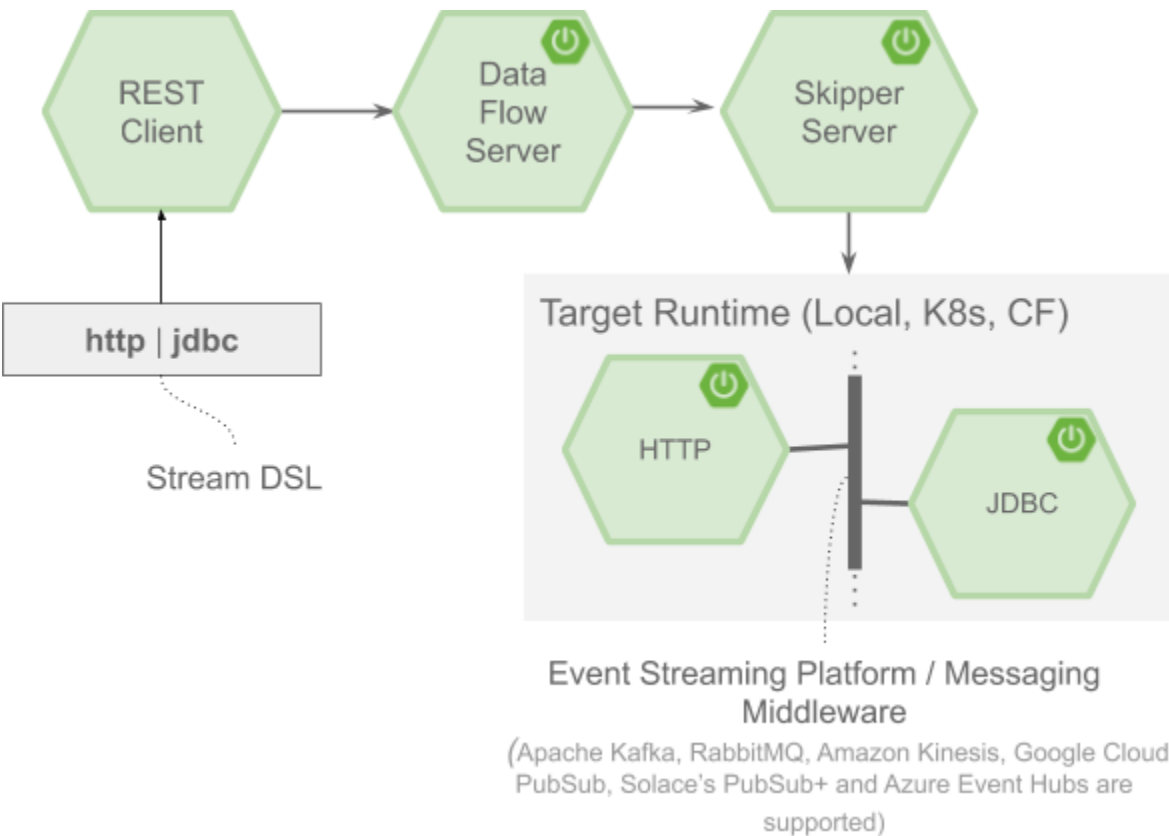 REST
Client
Data
Flow
Server
Skipper
Server
http | jdbc
Stream DSL
Target Runtime (Local, K8s, CF)
HTTP
JDBC
Event Streaming Platform / Messaging
Middleware
(Apache Kafka, RabbitMQ, Amazon Kinesis, Google Cloud
PubSub, Solace's PubSub+ and Azure Event Hubs are
supported)